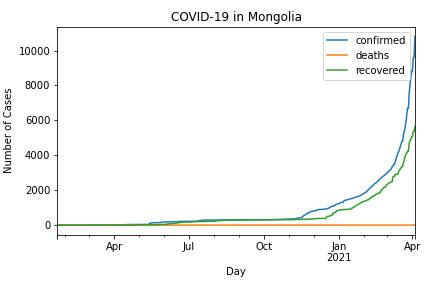 COVID-19 in Mongolia
confirmed
deaths
recovered
Number of Cases
10000
8000
6000
4000
2000
0
Apr Jul Oct Jan Apr
2021
Day